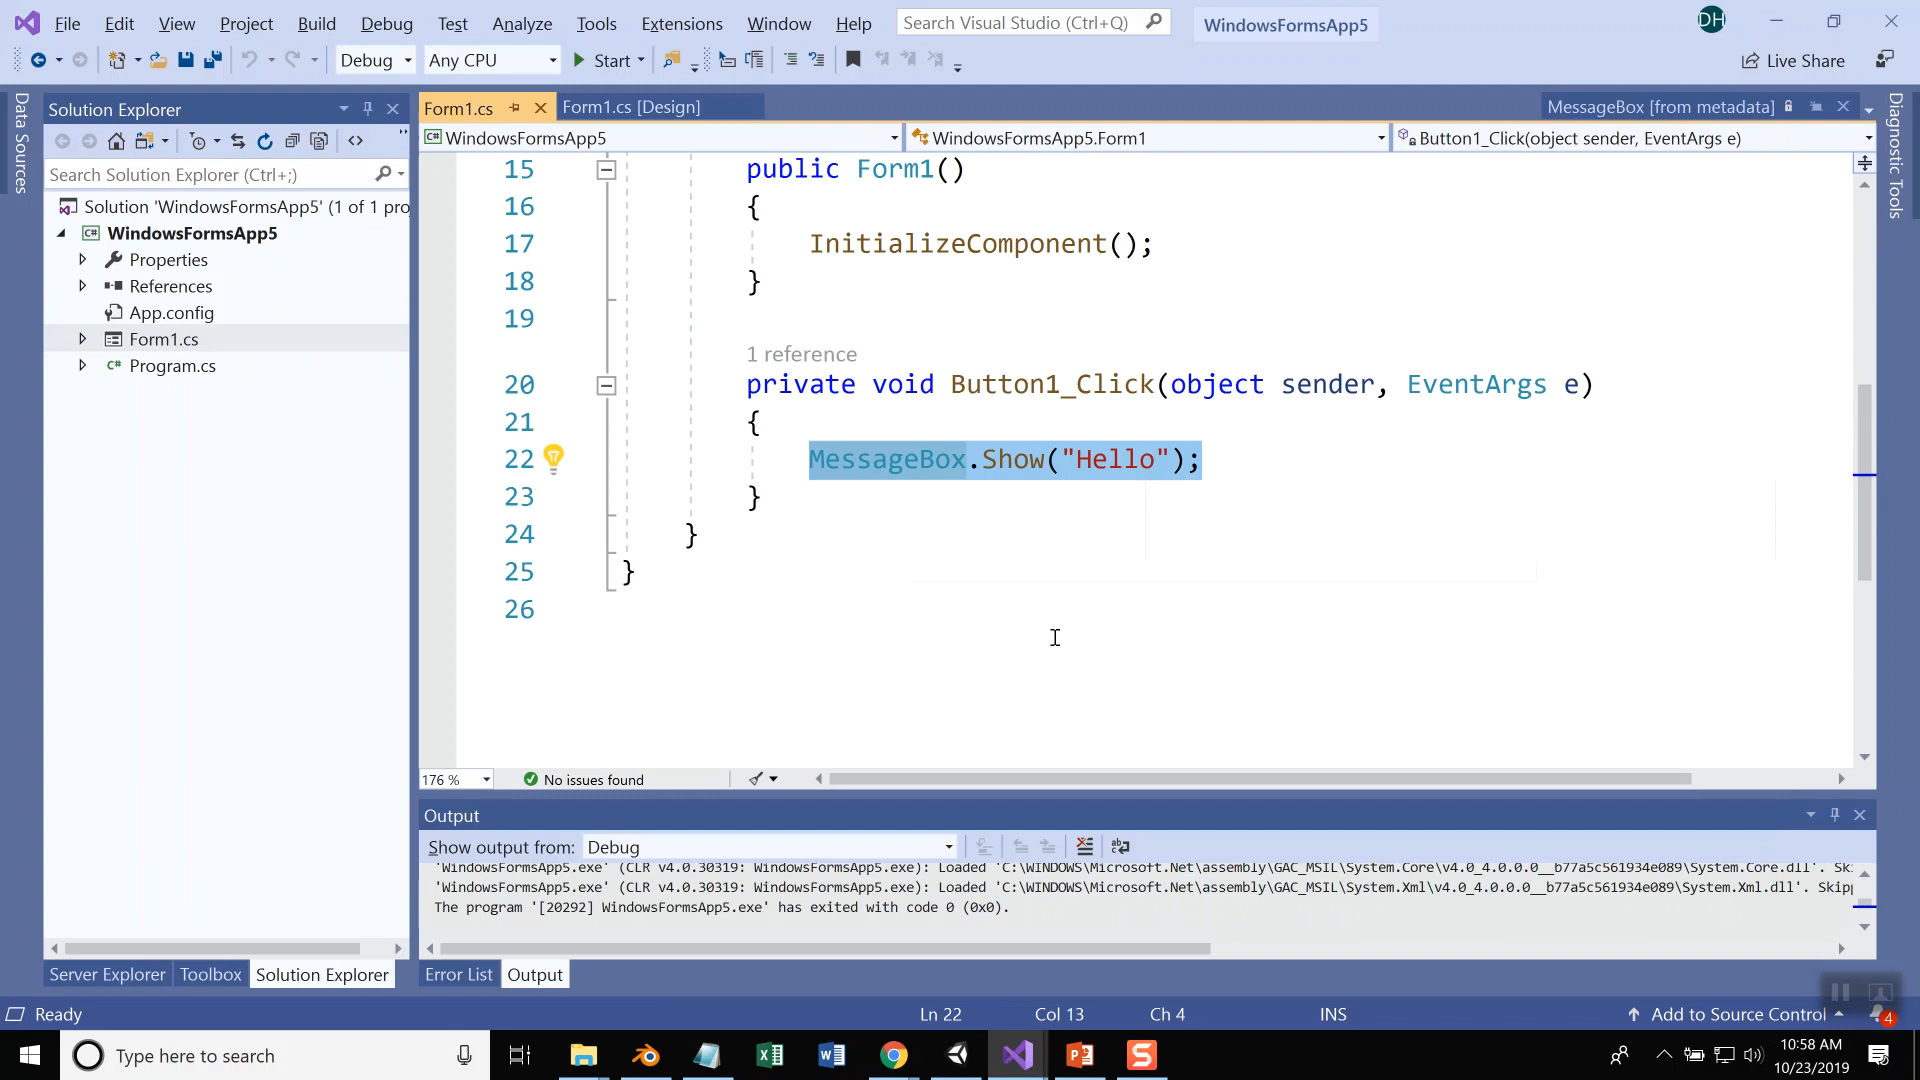 File Edit View Project Build Debug Test Analyze Tools Extensions Window Help Search Visual Studio (Ctrl+Q) WindowsFormsApp5 DH
Debug Any CPU Start Live Share
Data Sources
Solution Explorer
Search Solution Explorer (Ctrl+;)
Solution 'WindowsFormsApp5' (1 of 1 pro
WindowsFormsApp5
Properties
References
App.config
Form1.cs
Program.cs
Server Explorer Toolbox Solution Explorer
Form1.cs Form1.cs [Design] MessageBox [from metadata]
WindowsFormsApp5 WindowsFormsApp5.Form1 Button1_Click(object sender, EventArgs e)
Diagnostic Tools
15 public Form1()
16 {
17 InitializeComponent();
18 }
19
1 reference
20 private void Button1_Click(object sender, EventArgs e)
21 {
22 MessageBox.Show("Hello");
23 }
24 }
25 }
26
176 % No issues found
Output
Show output from: Debug
'WindowsFormsApp5.exe' (CLR v4.0.30319: WindowsFormsApp5.exe): Loaded 'C:\WINDOWS\Microsoft.Net\assembly\GAC_MSIL\System.Core\v4.0_4.0.0.0__b77a5c561934e089\System.Core.dll'. Sk
'WindowsFormsApp5.exe' (CLR v4.0.30319: WindowsFormsApp5.exe): Loaded 'C:\WINDOWS\Microsoft.Net\assembly\GAC_MSIL\System.Xml\v4.0_4.0.0.0__b77a5c561934e089\System.Xml.dll'. Skipp
The program '[20292] WindowsFormsApp5.exe' has exited with code 0 (0x0).
Error List Output
Ready Ln 22 Col 13 Ch 4 INS Add to Source Control 4
Type here to search 10:58 AM
10/23/2019